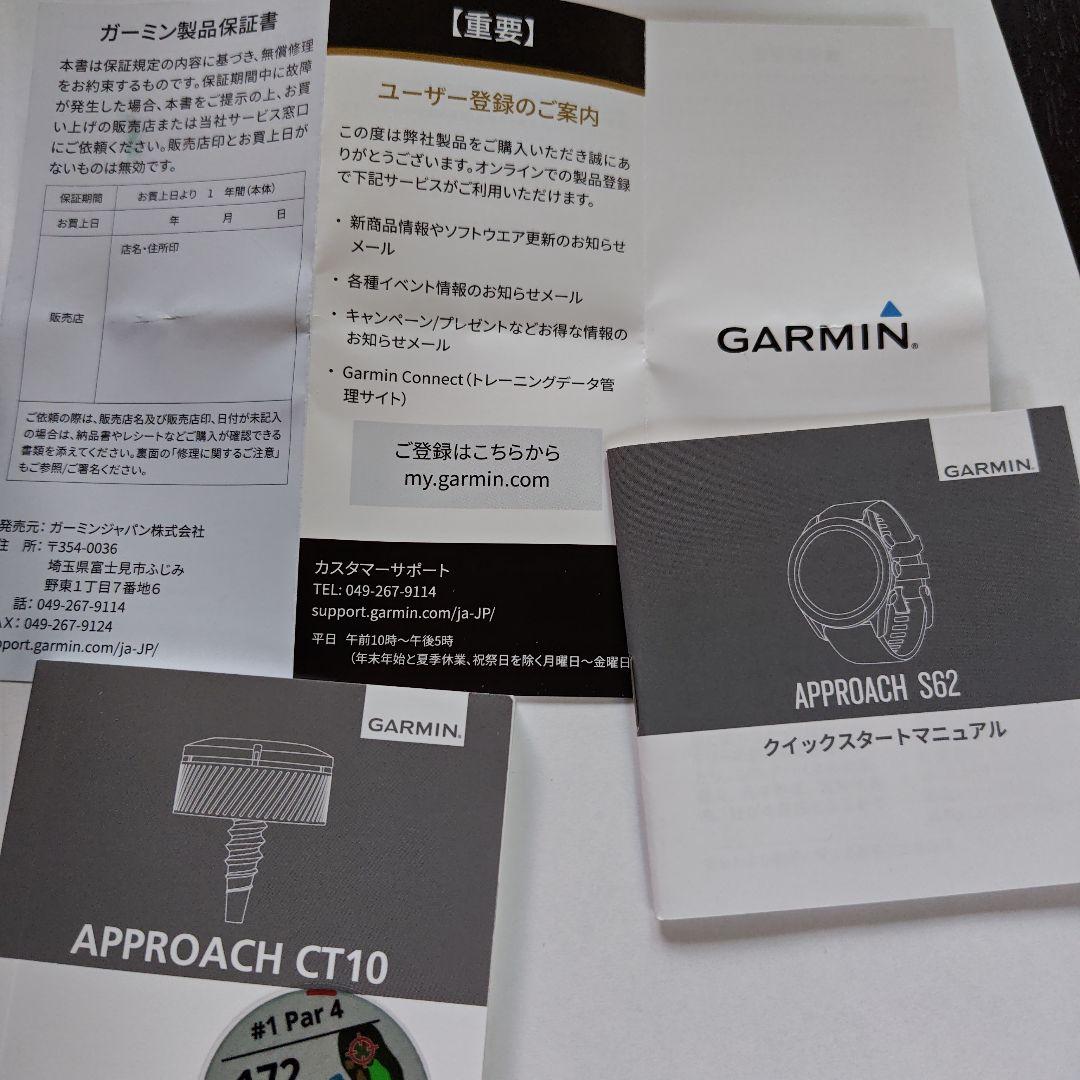 ガーミン製品保証書
本書は保証規定の内容に基づき、無償修理
をお約束するものです。保証期間中に故障
が発生した場合、本書をご提示の上、お買
い上げの販売店または当社サービス窓口
にご依頼ください。販売店印とお買上日が
ないものは無効です。
保証期間 お買上日より 1 年間（本体）
お買上日 年 月 日
店名・住所印
販売店
ご依頼の際は、販売店名及び販売店印、日付が未記入
の場合は、納品書やレシートなどご購入が確認できる
書類を添えてください。裏面の「修理に関するご注意」
もご参照/ご署名ください。
発売元：ガーミンジャパン株式会社
住 所：〒354-0036
埼玉県富士見市ふじみ
野東1丁目7番地6
話：049-267-9114
AX：049-267-9124
pport.garmin.com/ja-JP/
【重要】
ユーザー登録のご案内
この度は弊社製品をご購入いただき誠にあ
りがとうございます。オンラインでの製品登録
で下記サービスがご利用いただけます。
・新商品情報やソフトウエア更新のお知らせ
メール
・各種イベント情報のお知らせメール
・キャンペーン/プレゼントなどお得な情報の
お知らせメール
・Garmin Connect（トレーニングデータ管
理サイト）
ご登録はこちらから
my.garmin.com
カスタマーサポート
TEL: 049-267-9114
support.garmin.com/ja-JP/
平日 午前10時～午後5時
（年末年始と夏季休業、祝祭日を除く月曜日～金曜日
GARMIN®
GARMIN®
APPROACH S62
クイックスタートマニュアル
GARMIN®
APPROACH CT10
#1 Par 4
472